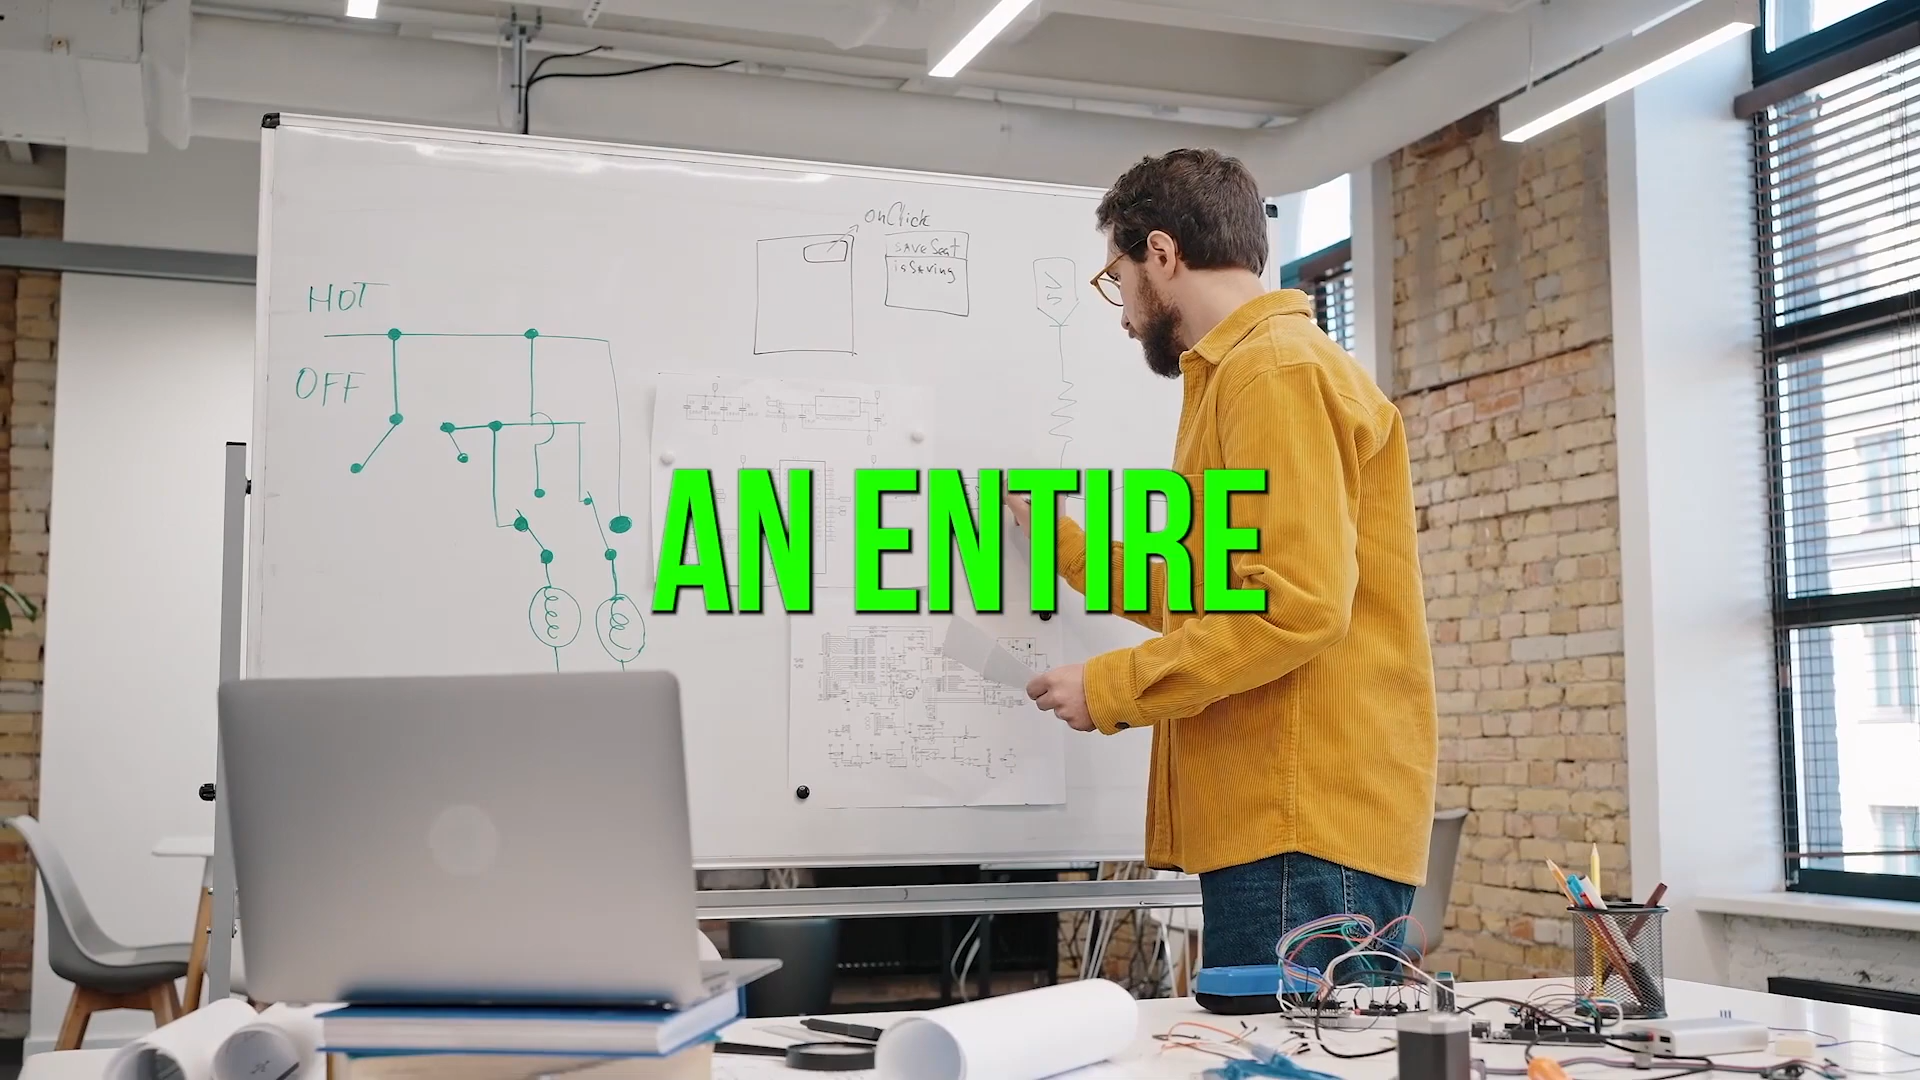 onClick
saveSeat
isSaving
HOT
OFF
AN ENTIRE